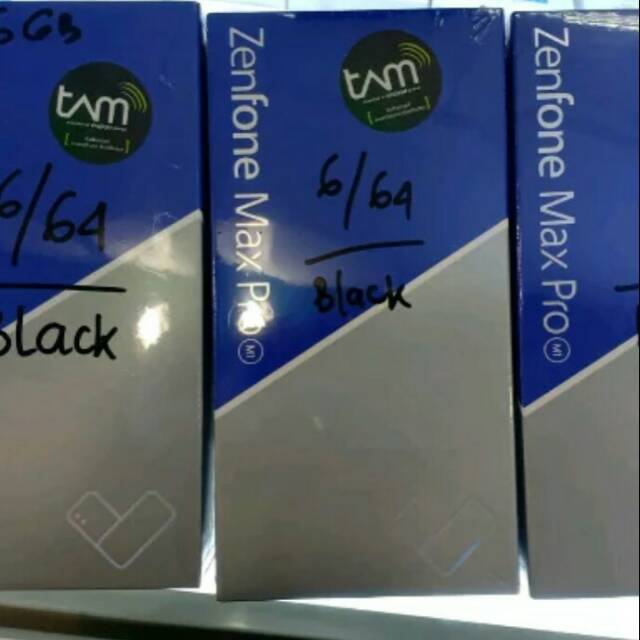 6GB
tam
6/64
Black
Zenfone Max Pro M1
tam
6/64
Black
Zenfone Max Pro M1